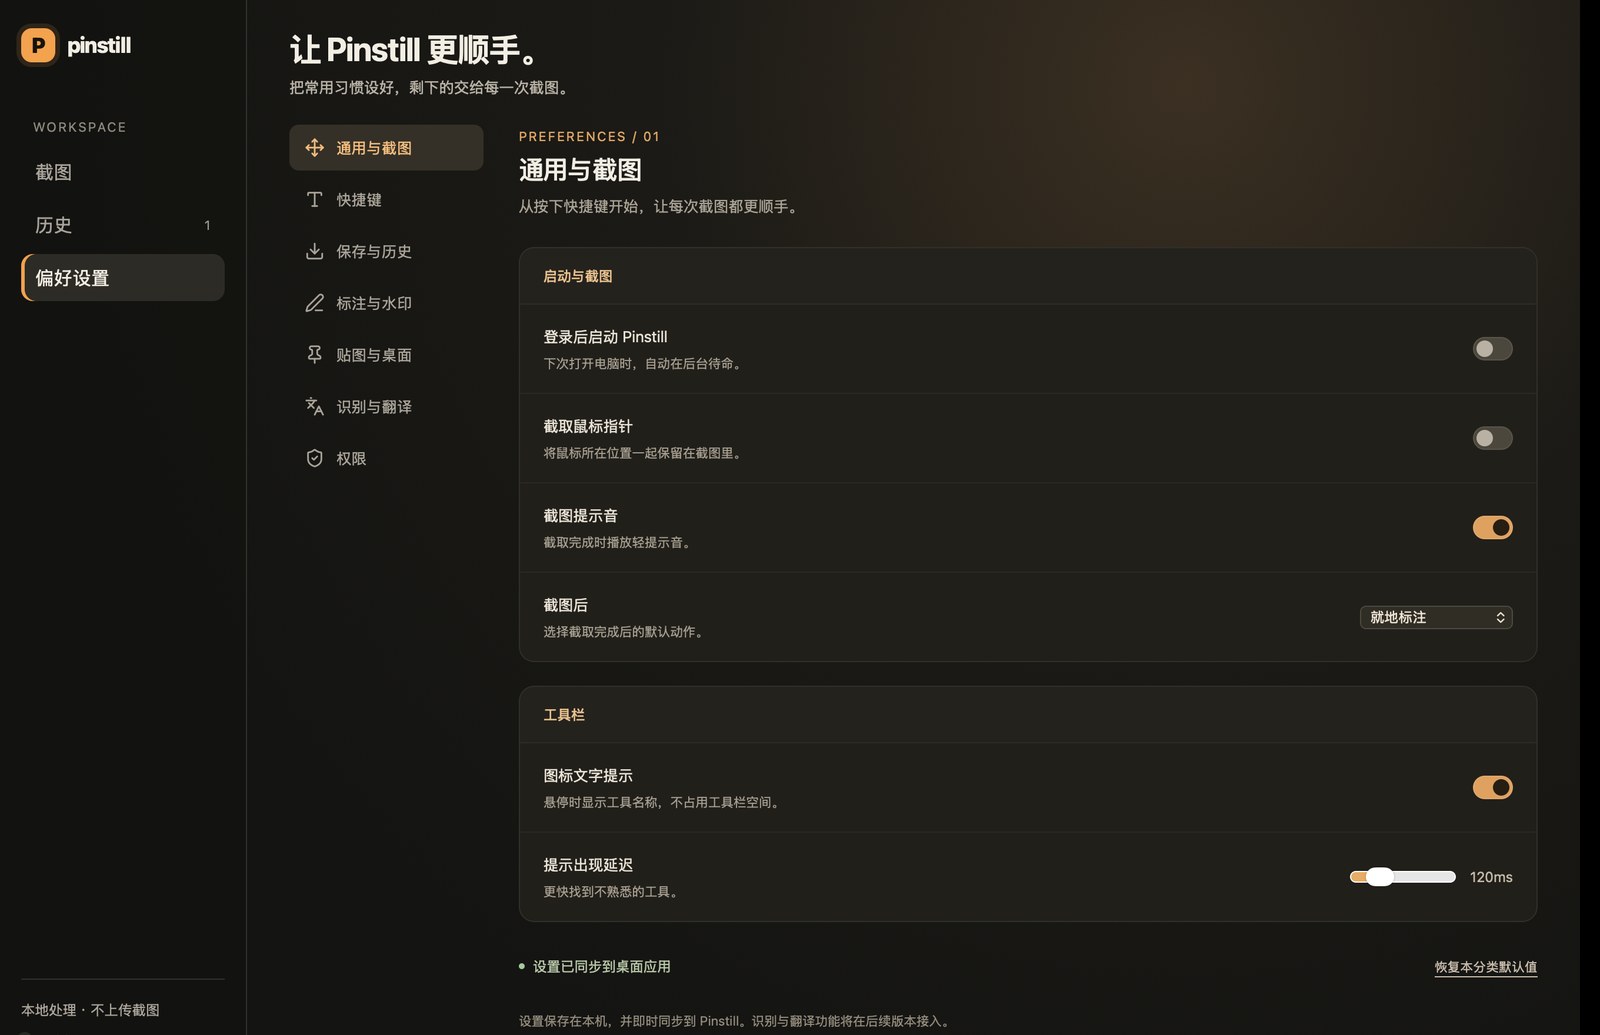 P pinstill
WORKSPACE
截图
历史 1
偏好设置
本地处理 · 不上传截图
让 Pinstill 更顺手。
把常用习惯设好，剩下的交给每一次截图。
通用与截图
快捷键
保存与历史
标注与水印
贴图与桌面
识别与翻译
权限
PREFERENCES / 01
通用与截图
从按下快捷键开始，让每次截图都更顺手。
启动与截图
登录后启动 Pinstill
下次打开电脑时，自动在后台待命。
截取鼠标指针
将鼠标所在位置一起保留在截图里。
截图提示音
截取完成时播放轻提示音。
截图后
选择截取完成后的默认动作。
就地标注
工具栏
图标文字提示
悬停时显示工具名称，不占用工具栏空间。
提示出现延迟
更快找到不熟悉的工具。
120ms
设置已同步到桌面应用
恢复本分类默认值
设置保存在本机，并即时同步到 Pinstill。识别与翻译功能将在后续版本接入。